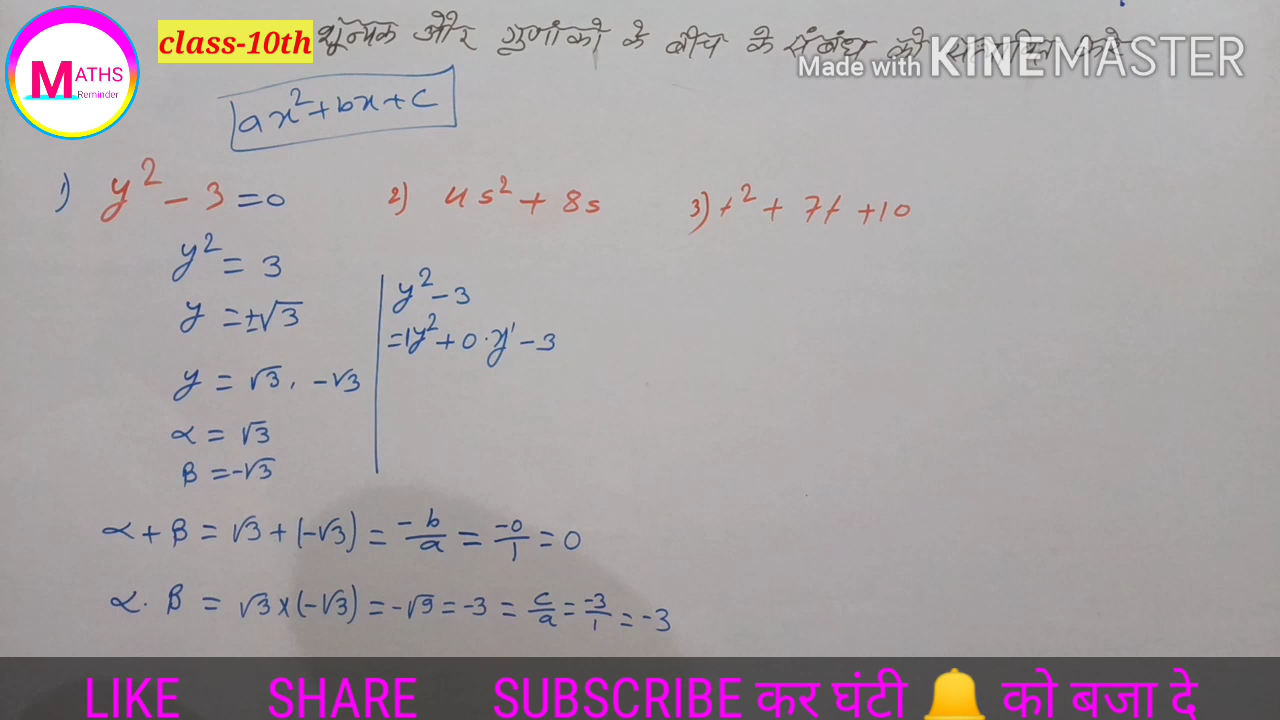 MATHS
Reminder
class-10th शून्यक और गुणांको के बीच के संबंध को
Made with KINEMASTER
ax²+bx+c
1) y² - 3 = 0
2) 4s² + 8s
3) t² + 7t + 10
y² = 3
y = ±√3
y = √3, -√3
α = √3
β = -√3
y² - 3
= 1y² + 0·y¹ - 3
α + β = √3 + (-√3) = -b/a = -0/1 = 0
α·β = √3 × (-√3) = -√9 = -3 = c/a = -3/1 = -3
LIKE SHARE SUBSCRIBE कर घंटी 🔔 को बजा दे